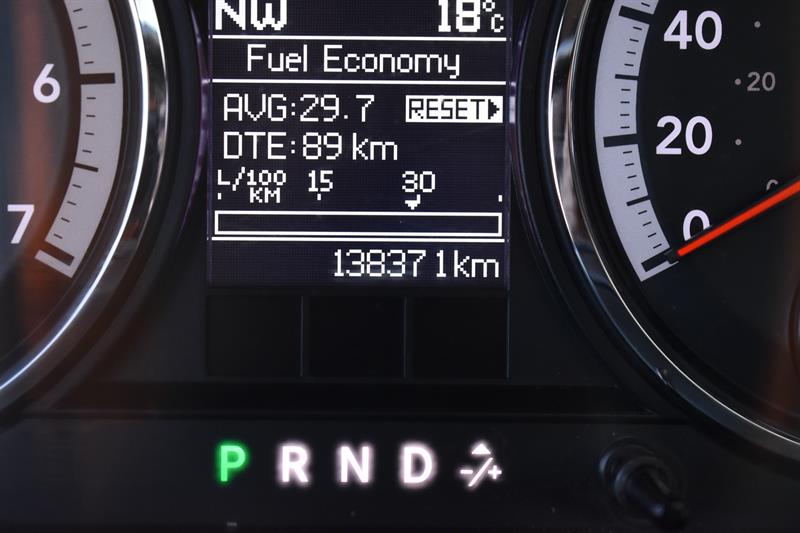 NW 18°C
Fuel Economy
AVG:29.7 RESET
DTE:89 km
L/100 KM 15 30
138371km
6
7
40
20
20
0
0
P R N D -/+